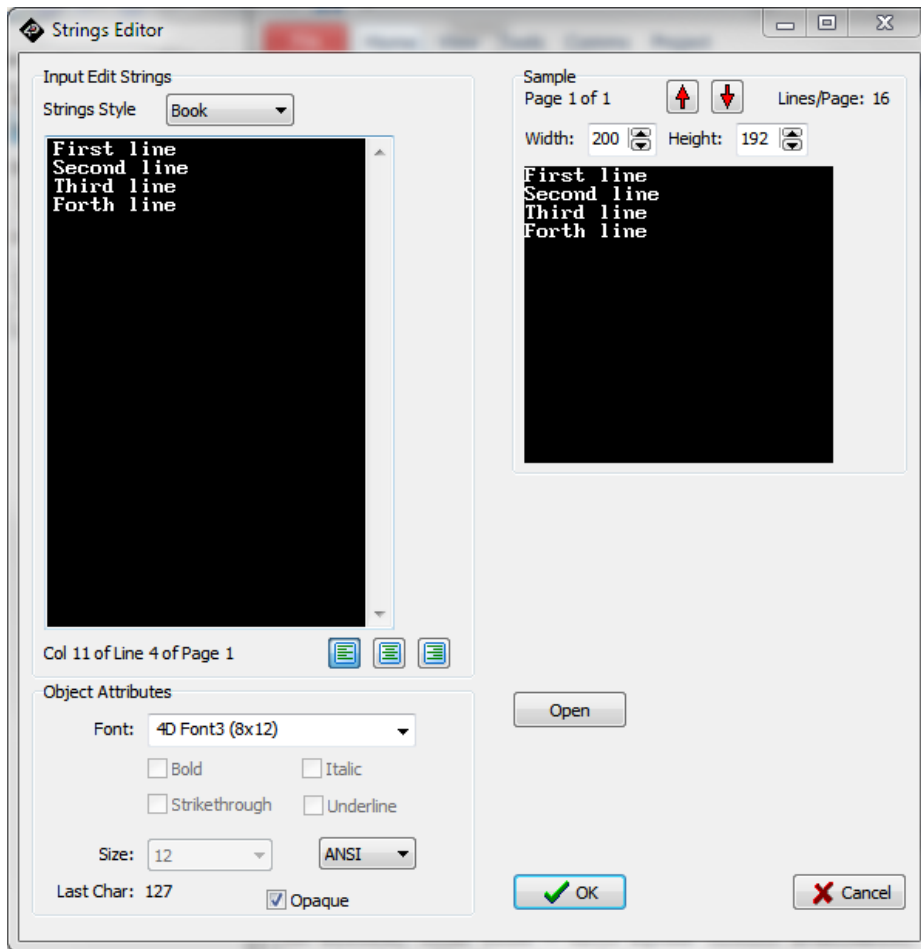 Strings Editor
Input Edit Strings
Strings Style Book
First line
Second line
Third line
Forth line
Col 11 of Line 4 of Page 1
Sample
Page 1 of 1
Lines/Page: 16
Width: 200 Height: 192
First line
Second line
Third line
Forth line
Object Attributes
Font: 4D Font3 (8x12)
Bold Italic
Strikethrough Underline
Size: 12 ANSI
Last Char: 127 Opaque
Open
OK
Cancel